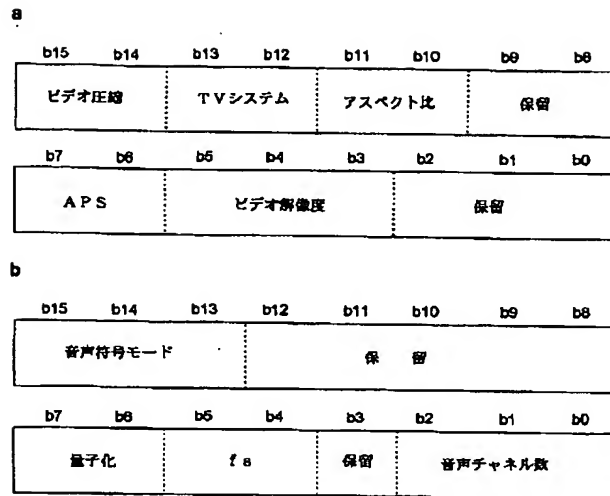 a
b15 b14 b13 b12 b11 b10 b9 b8
ビデオ圧縮 TVシステム アスペクト比 保留
b7 b6 b5 b4 b3 b2 b1 b0
APS ビデオ解像度 保留
b
b15 b14 b13 b12 b11 b10 b9 b8
音声符号モード 保 留
b7 b6 b5 b4 b3 b2 b1 b0
量子化 fs 保留 音声チャネル数